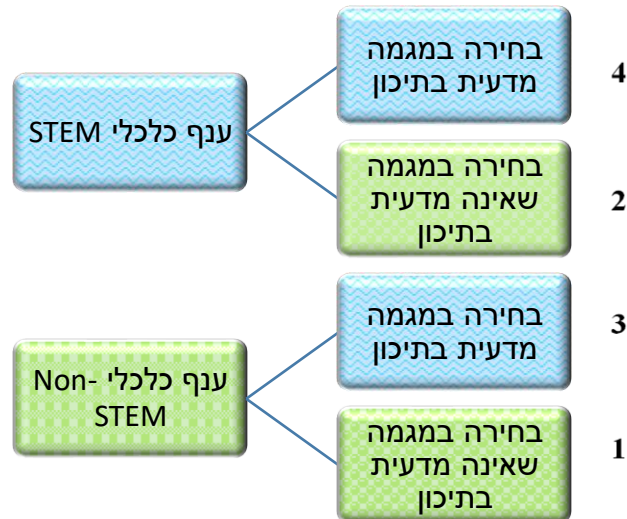 בחירה במגמה
מדעית בתיכון
4
ענף כלכלי STEM
בחירה במגמה
שאינה מדעית
בתיכון
2
בחירה במגמה
מדעית בתיכון
3
ענף כלכלי Non-
STEM
בחירה במגמה
שאינה מדעית
בתיכון
1